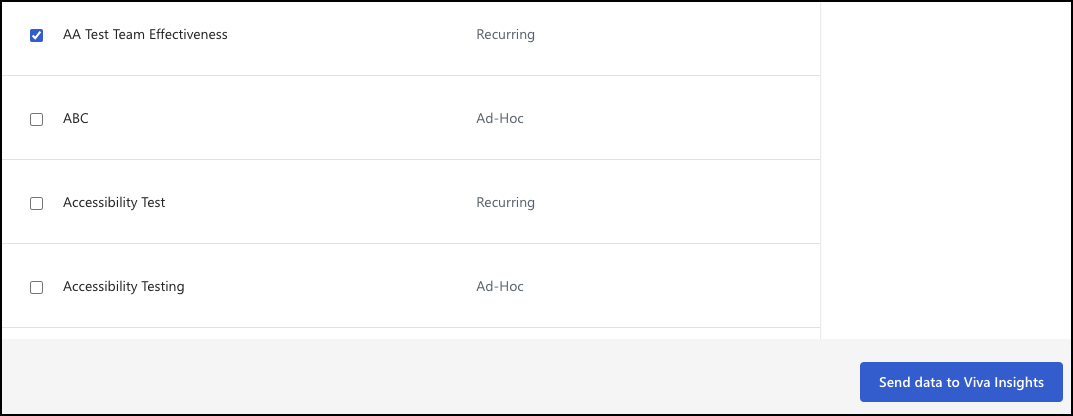 AA Test Team Effectiveness Recurring
ABC Ad-Hoc
Accessibility Test Recurring
Accessibility Testing Ad-Hoc
Send data to Viva Insights